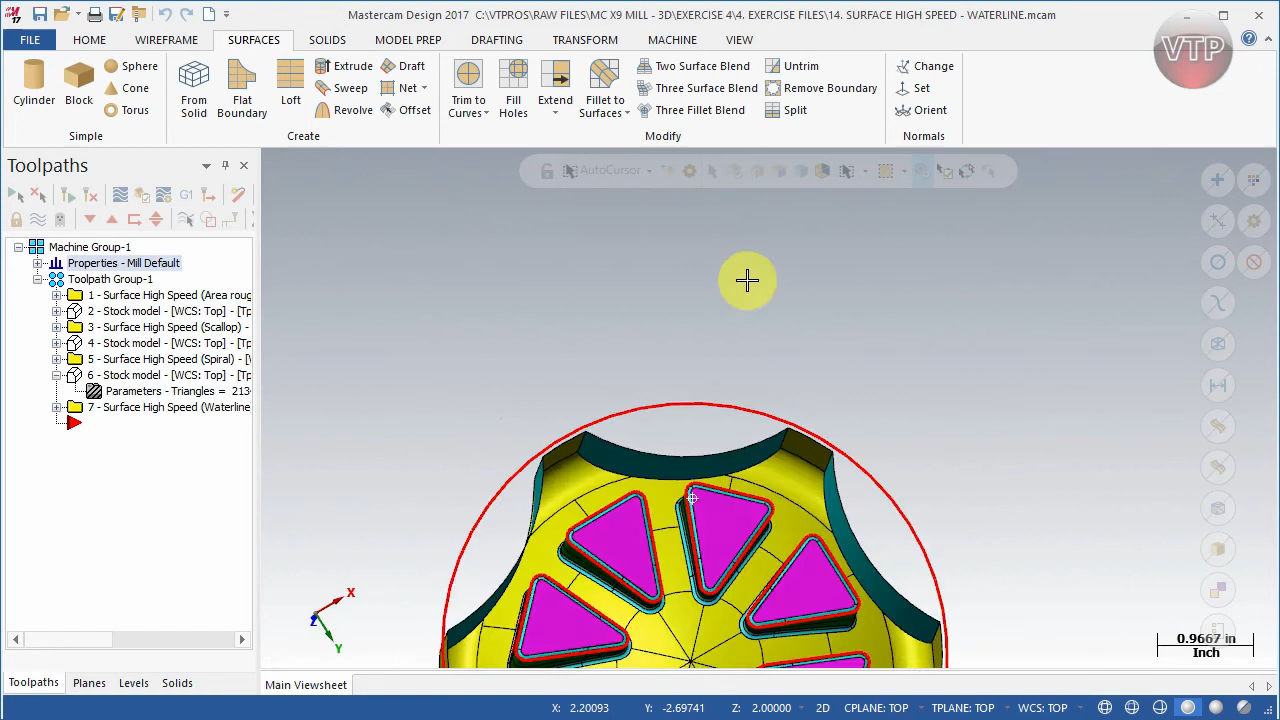 Mastercam Design 2017 C:\VTPROS\RAW FILES\MC X9 MILL - 3D\EXERCISE 4\4. EXERCISE FILES\14. SURFACE HIGH SPEED - WATERLINE.mcam
FILE HOME WIREFRAME SURFACES SOLIDS MODEL PREP DRAFTING TRANSFORM MACHINE VIEW
VTP
Cylinder Block Sphere Cone Torus
Simple
From Solid Flat Boundary Loft Extrude Sweep Revolve Draft Net Offset
Create
Trim to Curves Fill Holes Extend Fillet to Surfaces Two Surface Blend Three Surface Blend Three Fillet Blend Untrim Remove Boundary Split
Modify
Change Set Orient
Normals
Toolpaths
AutoCursor
G1
Machine Group-1
Properties - Mill Default
Toolpath Group-1
1 - Surface High Speed (Area roug
2 - Stock model - [WCS: Top] - [Tp
3 - Surface High Speed (Scallop) -
4 - Stock model - [WCS: Top] - [Tp
5 - Surface High Speed (Spiral) - [V
6 - Stock model - [WCS: Top] - [Tp
Parameters - Triangles = 213
7 - Surface High Speed (Waterline
X
Z
Y
0.9667 in
Inch
Toolpaths Planes Levels Solids
Main Viewsheet
X: 2.20093 Y: -2.69741 Z: 2.00000 2D CPLANE: TOP TPLANE: TOP WCS: TOP